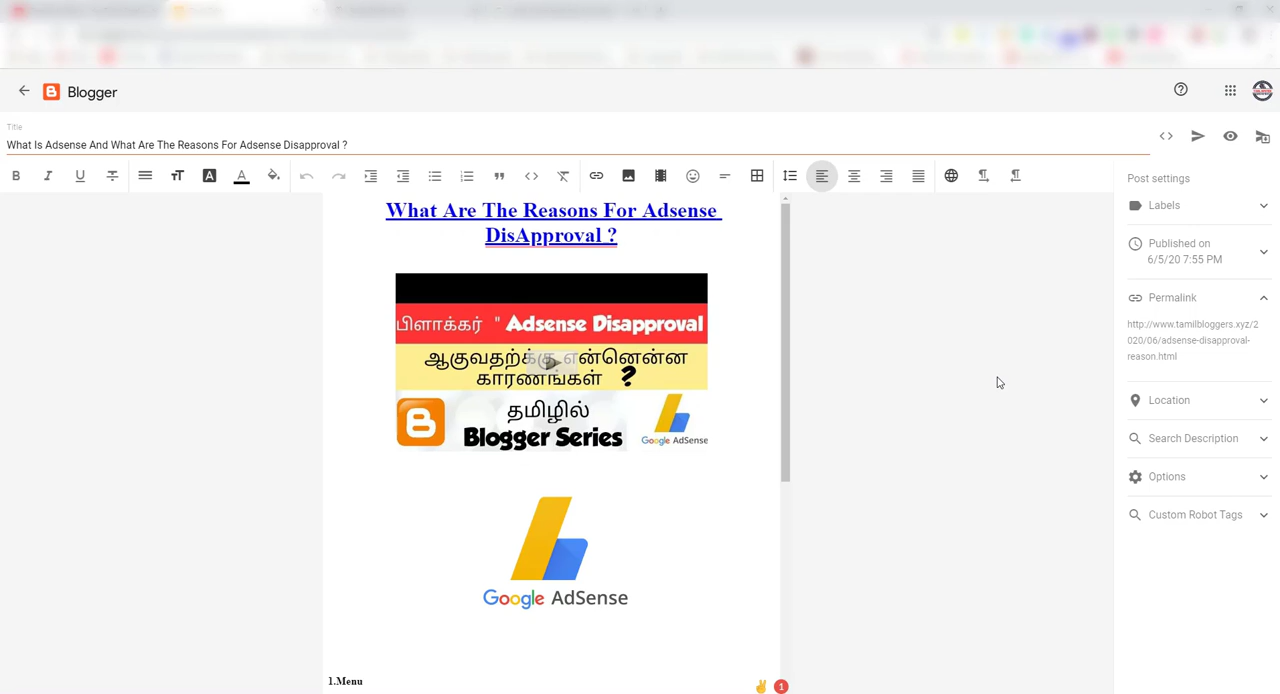 Blogger
Title
What Is Adsense And What Are The Reasons For Adsense Disapproval ?
Post settings
Labels
Published on
6/5/20 7:55 PM
Permalink
http://www.tamilbloggers.xyz/2
020/06/adsense-disapproval-
reason.html
Location
Search Description
Options
Custom Robot Tags
What Are The Reasons For Adsense
DisApproval ?
பிளாக்கர் " Adsense Disapproval
ஆகுவதற்க்கு என்னென்ன
காரணங்கள் ?
தமிழில்
Blogger Series
Google AdSense
Google AdSense
1.Menu
1